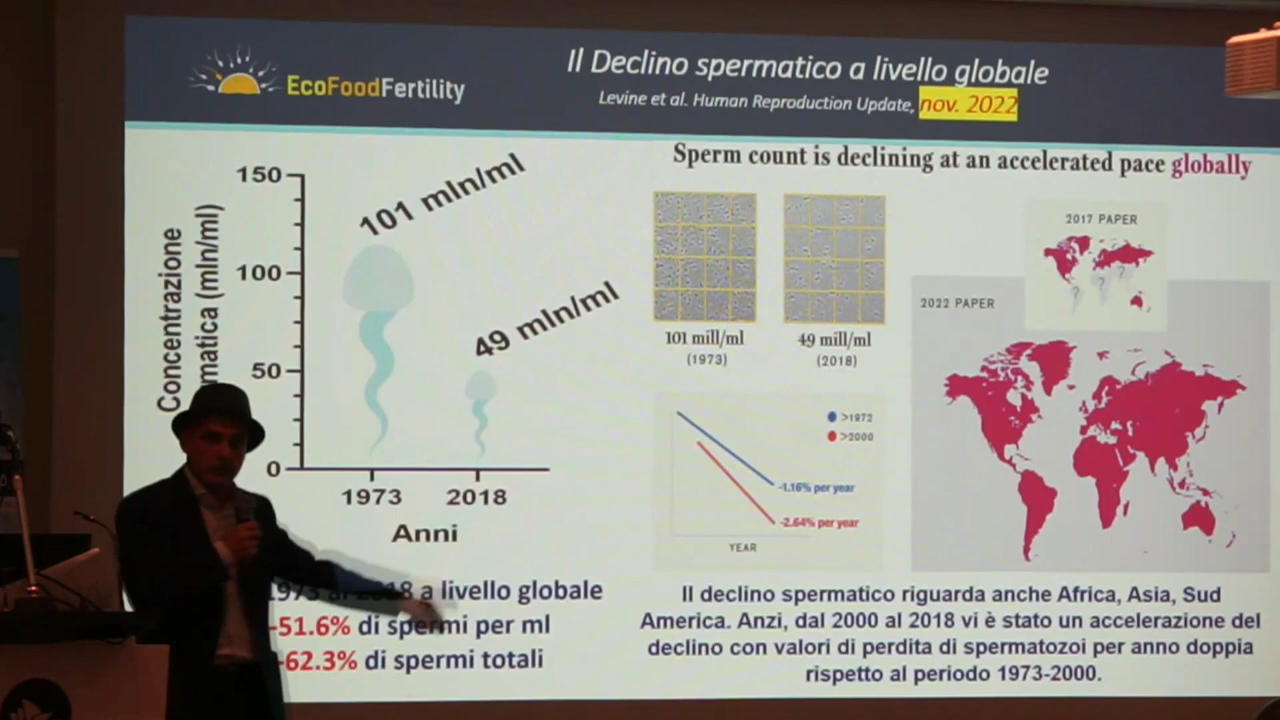 EcoFoodFertility
Il Declino spermatico a livello globale
Levine et al. Human Reproduction Update, nov. 2022
Concentrazione
matica (mln/ml)
150
100
50
0
101 mln/ml
49 mln/ml
1973 2018
Anni
8 a livello globale
-51.6% di spermi per ml
-62.3% di spermi totali
Sperm count is declining at an accelerated pace globally
101 mill/ml
(1973)
49 mill/ml
(2018)
>1972
>2000
-1.16% per year
-2.64% per year
YEAR
2017 PAPER
2022 PAPER
Il declino spermatico riguarda anche Africa, Asia, Sud
America. Anzi, dal 2000 al 2018 vi è stato un accelerazione del
declino con valori di perdita di spermatozoi per anno doppia
rispetto al periodo 1973-2000.